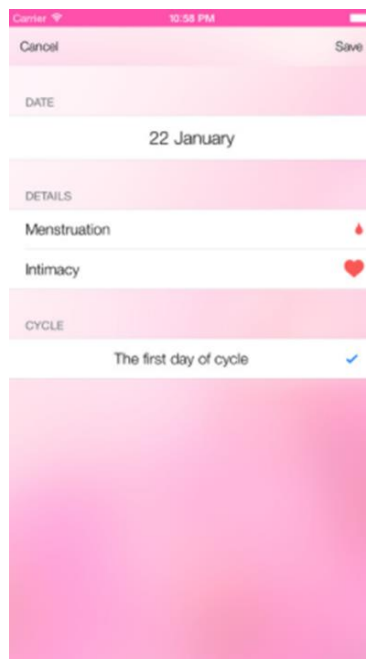 Carrier 10:58 PM
Cancel Save
DATE
22 January
DETAILS
Menstruation
Intimacy
CYCLE
The first day of cycle